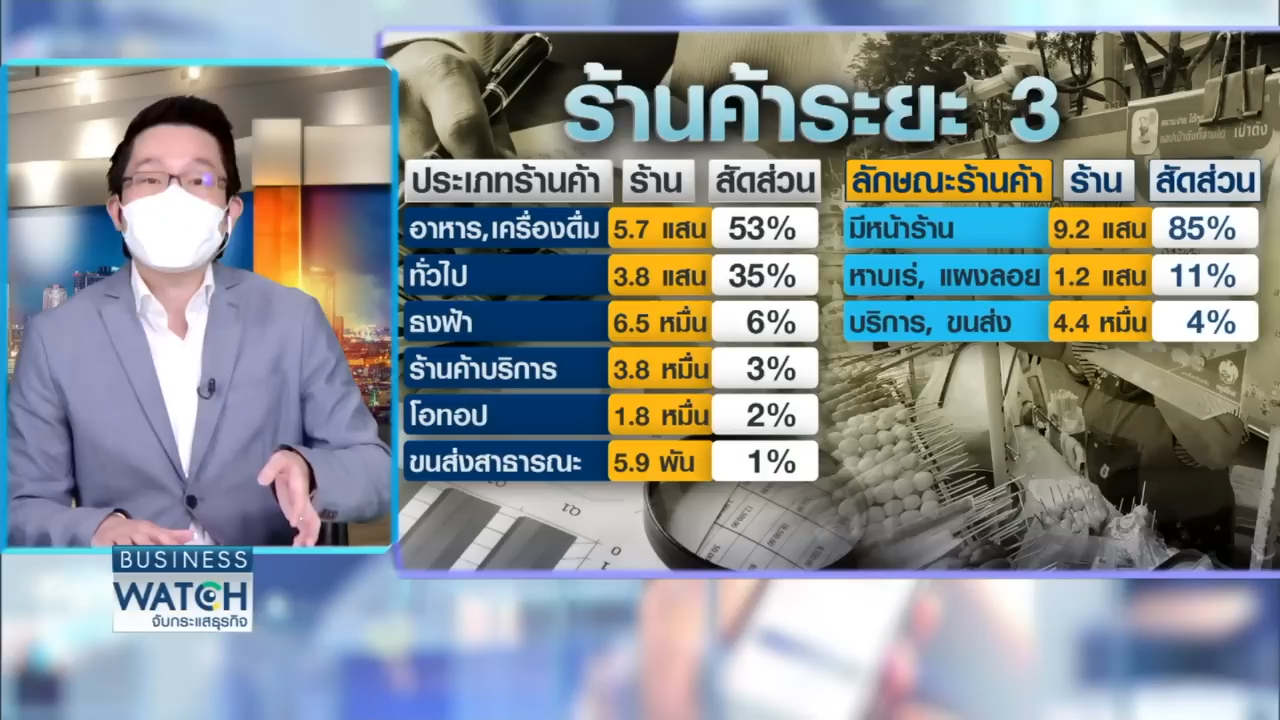 ร้านค้าระยะ 3
ประเภทร้านค้า ร้าน สัดส่วน
อาหาร,เครื่องดื่ม 5.7 แสน 53%
ทั่วไป 3.8 แสน 35%
ธงฟ้า 6.5 หมื่น 6%
ร้านค้าบริการ 3.8 หมื่น 3%
โอทอป 1.8 หมื่น 2%
ขนส่งสาธารณะ 5.9 พัน 1%
ลักษณะร้านค้า ร้าน สัดส่วน
มีหน้าร้าน 9.2 แสน 85%
หาบเร่, แผงลอย 1.2 แสน 11%
บริการ, ขนส่ง 4.4 หมื่น 4%
เป๋าตัง
BUSINESS
WATCH
จับกระแสธุรกิจ